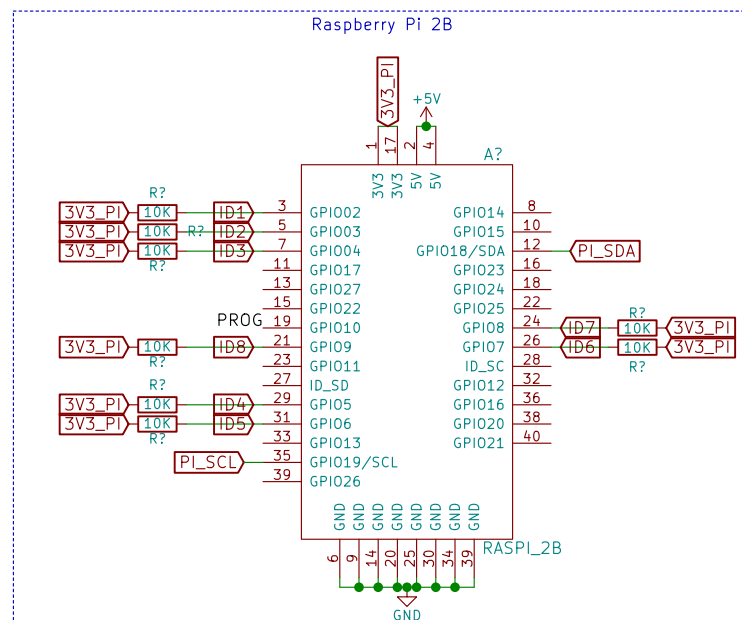 Raspberry Pi 2B
3V3_PI
+5V
1 17 2 4
A?
3V3 3V3 5V 5V
R?
3V3_PI 10K ID1 3 GPIO02 GPIO14 8
3V3_PI 10K R? ID2 5 GPIO03 GPIO15 10
3V3_PI 10K ID3 7 GPIO04 GPIO18/SDA 12 PI_SDA
R?
11 GPIO17 GPIO23 16
13 GPIO27 GPIO24 18
15 GPIO22 GPIO25 22
R?
PROG 19 GPIO10 GPIO8 24 ID7 10K 3V3_PI
3V3_PI 10K ID8 21 GPIO9 GPIO7 26 ID6 10K 3V3_PI
R? R?
23 GPIO11 ID_SC 28
27 ID_SD GPIO12 32
R?
3V3_PI 10K ID4 29 GPIO5 GPIO16 36
3V3_PI 10K ID5 31 GPIO6 GPIO20 38
R?
33 GPIO13 GPIO21 40
PI_SCL 35 GPIO19/SCL
39 GPIO26
GND GND GND GND GND GND GND GND
RASPI_2B
6 9 14 20 25 30 34 39
GND